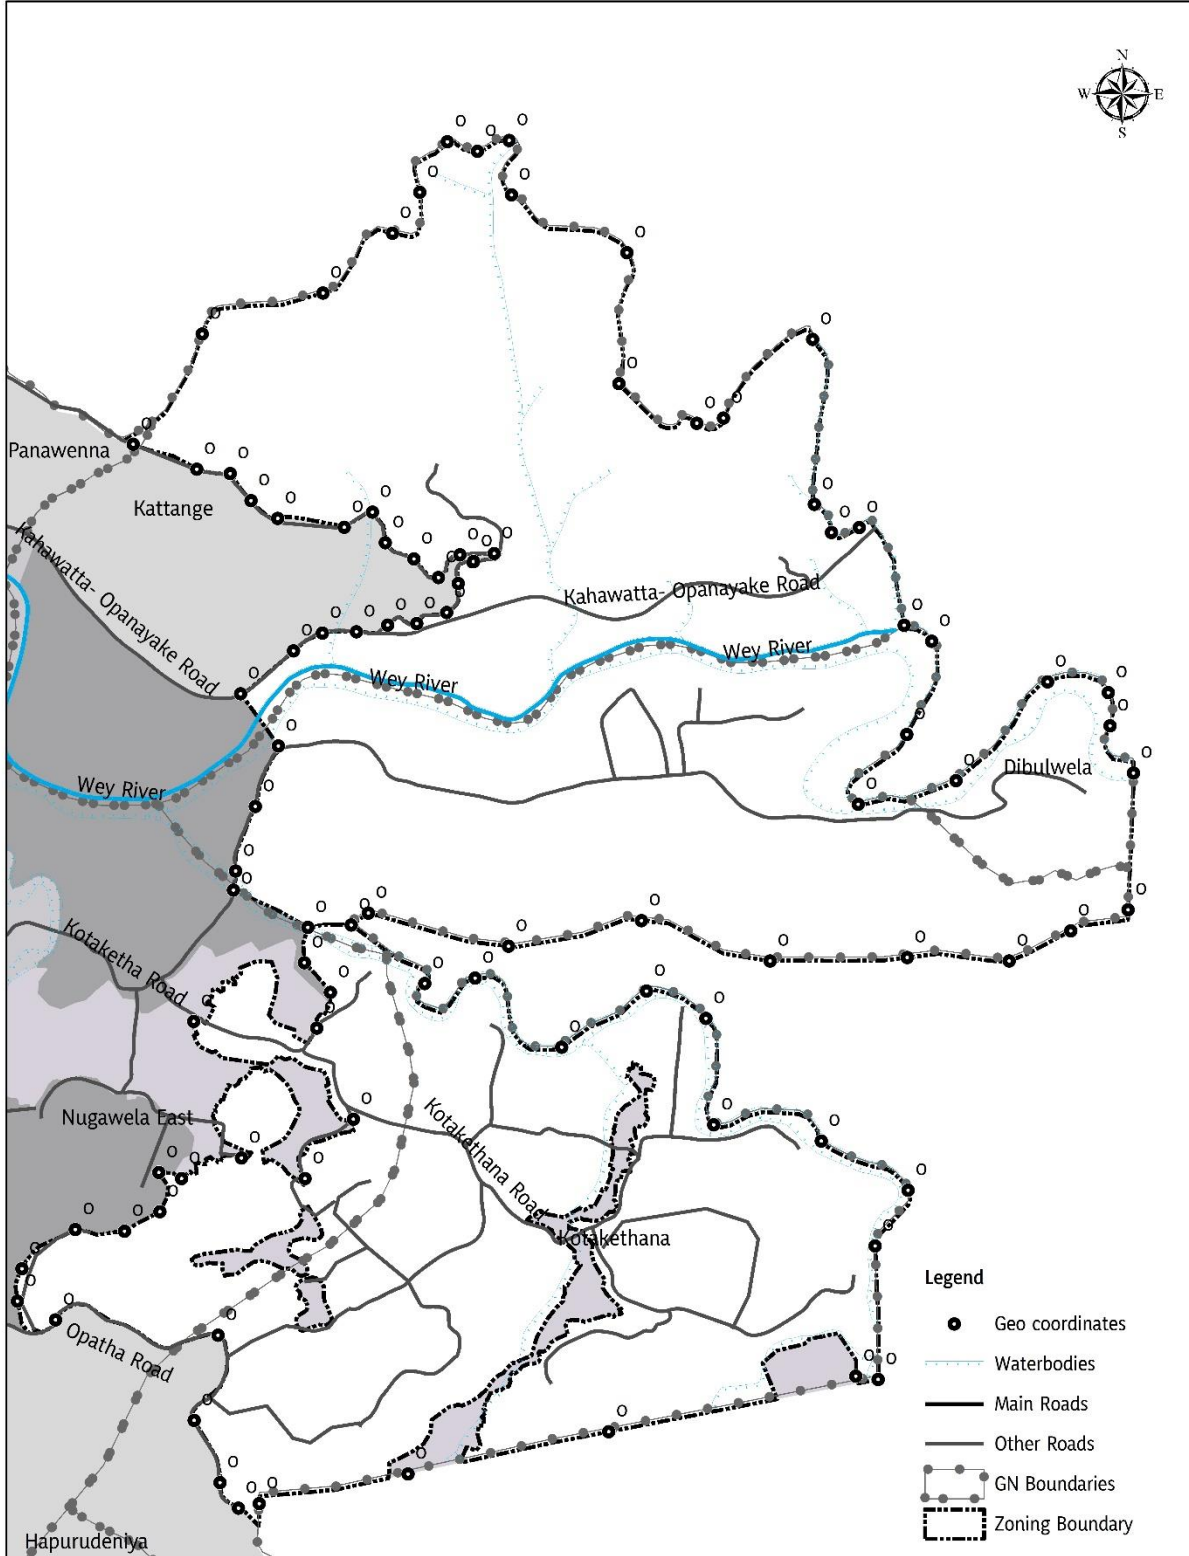 N
W E
S
Panawenna
Kattange
Kahawatta- Opanayake Road
Kahawatta- Opanayake Road
Wey River
Wey River
Dibulwela
Wey River
Kotaketha Road
Nugawela East
Kotakethana Road
Kotakethana
Opatha Road
Hapurudeniya
Legend
Geo coordinates
Waterbodies
Main Roads
Other Roads
GN Boundaries
Zoning Boundary